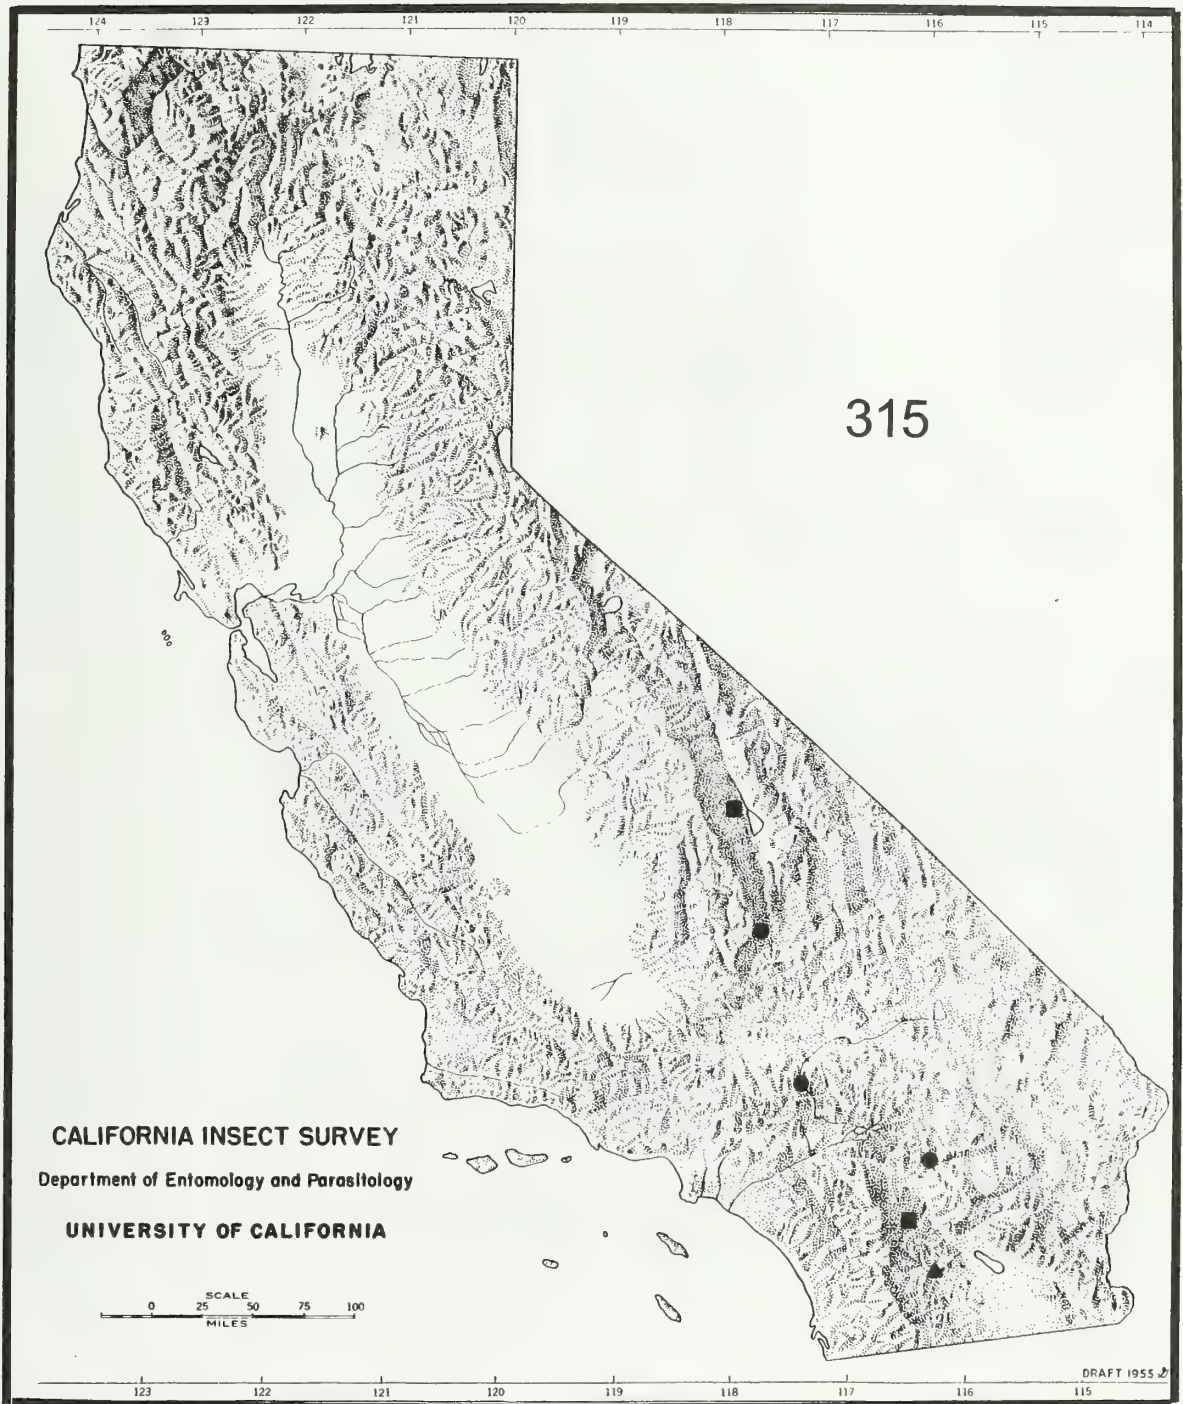 124 123 122 121 120 119 118 117 116 115 114
315
CALIFORNIA INSECT SURVEY
Department of Entomology and Parasitology
UNIVERSITY OF CALIFORNIA
SCALE
0 25 50 75 100
MILES
DRAFT 1955
123 122 121 120 119 118 117 116 115